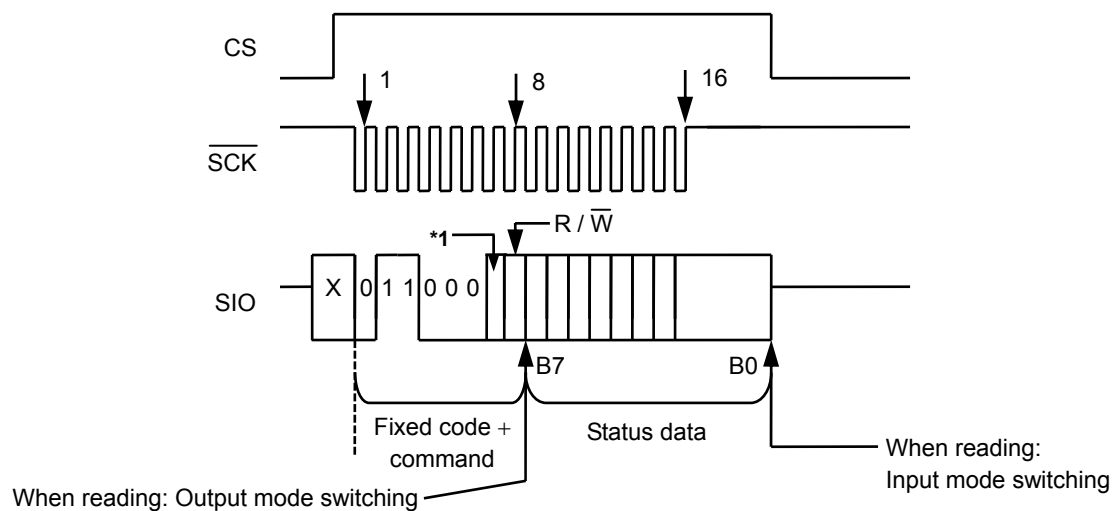 CS
1
8
16
SCK
*1
R / W
SIO
X 0 1 1 0 0 0
B7
B0
Fixed code +
command
Status data
When reading:
Input mode switching
When reading: Output mode switching